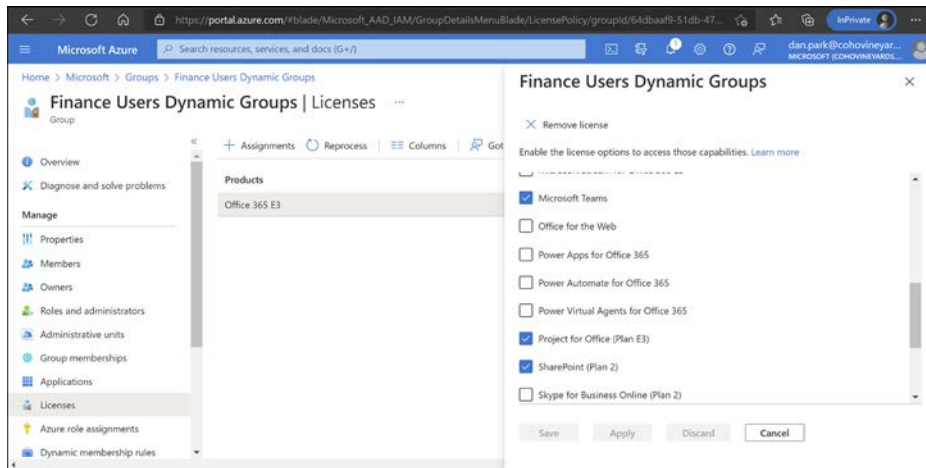 https://portal.azure.com/#blade/Microsoft_AAD_IAM/GroupDetailsMenuBlade/LicensePolicy/groupId/64dbaaf9-51db-47...
InPrivate
Microsoft Azure
Search resources, services, and docs (G+/)
1
dan.park@cohovineyar...
MICROSOFT (COHOVINEYARDS....
Home > Microsoft > Groups > Finance Users Dynamic Groups
Finance Users Dynamic Groups | Licenses ...
Group
Overview
Diagnose and solve problems
Manage
Properties
Members
Owners
Roles and administrators
Administrative units
Group memberships
Applications
Licenses
Azure role assignments
Dynamic membership rules
+ Assignments Reprocess Columns Got
Products
Office 365 E3
Finance Users Dynamic Groups
Remove license
Enable the license options to access those capabilities. Learn more
Microsoft Teams
Office for the Web
Power Apps for Office 365
Power Automate for Office 365
Power Virtual Agents for Office 365
Project for Office (Plan E3)
SharePoint (Plan 2)
Skype for Business Online (Plan 2)
Save Apply Discard Cancel